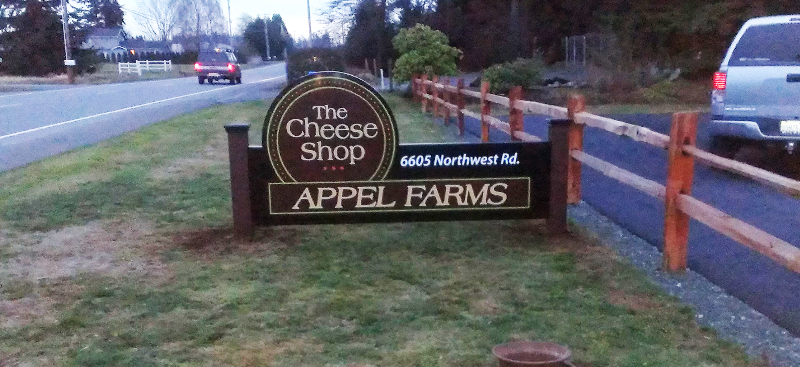 The
Cheese
Shop
6605 Northwest Rd.
APPEL FARMS